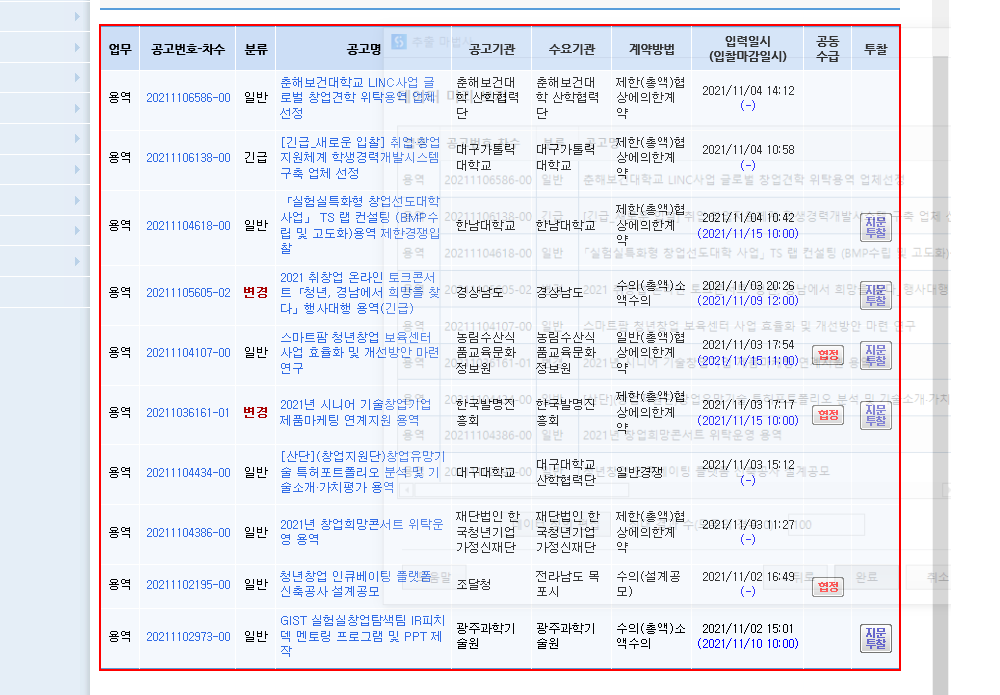 업무 공고번호-차수 분류 공고명 공고기관 수요기관 계약방법 입력일시 공동 투찰
(입찰마감일시) 수급
용역 20211106586-00 일반 춘해보건대학교 LINC사업 글 춘해보건대 춘해보건대 제한(총액)협 2021/11/04 14:12
로벌 창업견학 위탁용역 업체 학 산학협력 학 산학협력 상에의한계 (-)
선정 단 단 약
용역 20211106138-00 긴급 [긴급_새로운 입찰] 취업·창업 대구가톨릭 대구가톨릭 제한(총액)협 2021/11/04 10:58
지원체계 학생경력개발시스템 대학교 대학교 상에의한계 (-)
구축 업체 선정 약
용역 20211104618-00 일반 「실험실특화형 창업선도대학 한남대학교 한남대학교 제한(총액)협 2021/11/04 10:42 지문
사업」 TS 랩 컨설팅 (BMP수 상에의한계 (2021/11/15 10:00) 투찰
립 및 고도화)용역 제한경쟁입 약
찰
용역 20211105605-02 변경 2021 취창업 온라인 토크콘서 경상남도 경상남도 수의(총액)소 2021/11/03 20:26 지문
트「청년, 경남에서 희망을 찾 액수의 (2021/11/09 12:00) 투찰
다」행사대행 용역(긴급)
용역 20211104107-00 일반 스마트팜 청년창업 보육센터 농림수산식 농림수산식 일반(총액)협 2021/11/03 17:54 협정 지문
사업 효율화 및 개선방안 마련 품교육문화 품교육문화 상에의한계 (2021/11/15 11:00) 투찰
연구 정보원 정보원 약
용역 20211036161-01 변경 2021년 시니어 기술창업기업 한국발명진 한국발명진 제한(총액)협 2021/11/03 17:17 협정 지문
제품마케팅 연계지원 용역 흥회 흥회 상에의한계 (2021/11/15 10:00) 투찰
약
용역 20211104434-00 일반 [산단](창업지원단)창업유망기 대구대학교 대구대학교 일반경쟁 2021/11/03 15:12
술 특허포트폴리오 분석 및 기 산학협력단 (-)
술소개·가치평가 용역
용역 20211104386-00 일반 2021년 창업희망콘서트 위탁운 재단법인 한 재단법인 한 제한(총액)협 2021/11/03 11:27
영 용역 국청년기업 국청년기업 상에의한계 (-)
가정신재단 가정신재단 약
용역 20211102195-00 일반 청년창업 인큐베이팅 플랫폼 조달청 전라남도 목 수의(설계공 2021/11/02 16:49 협정
신축공사 설계공모 포시 모) (-)
용역 20211102973-00 일반 GIST 실험실창업탐색팀 IR피치 광주과학기 광주과학기 수의(총액)소 2021/11/02 15:01 지문
덱 멘토링 프로그램 및 PPT 제 술원 술원 액수의 (2021/11/10 10:00) 투찰
작